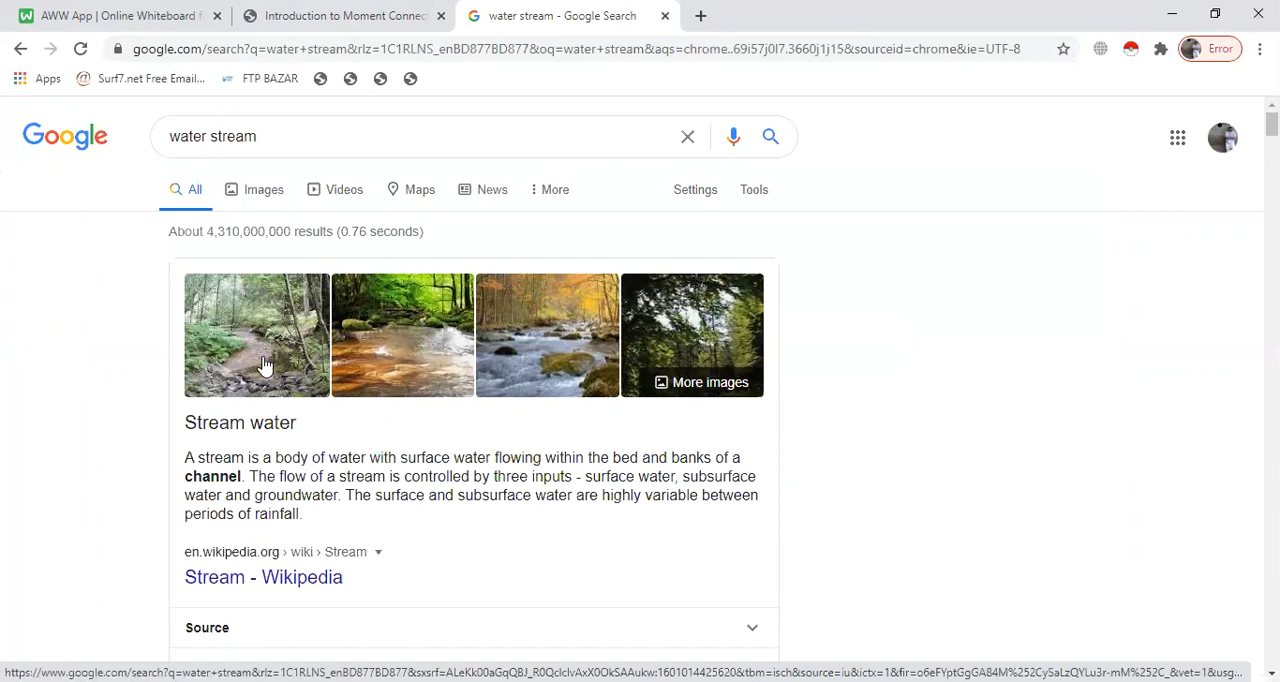 AWW App | Online Whiteboard f
Introduction to Moment Connect
water stream - Google Search
google.com/search?q=water+stream&rlz=1C1RLNS_enBD877BD877&oq=water+stream&aqs=chrome..69i57j0l7.3660j1j15&sourceid=chrome&ie=UTF-8
Error
Apps
Surf7.net Free Email...
FTP BAZAR
Google
water stream
All
Images
Videos
Maps
News
More
Settings
Tools
About 4,310,000,000 results (0.76 seconds)
More images
Stream water
A stream is a body of water with surface water flowing within the bed and banks of a
channel. The flow of a stream is controlled by three inputs - surface water, subsurface
water and groundwater. The surface and subsurface water are highly variable between
periods of rainfall.
en.wikipedia.org › wiki › Stream
Stream - Wikipedia
Source